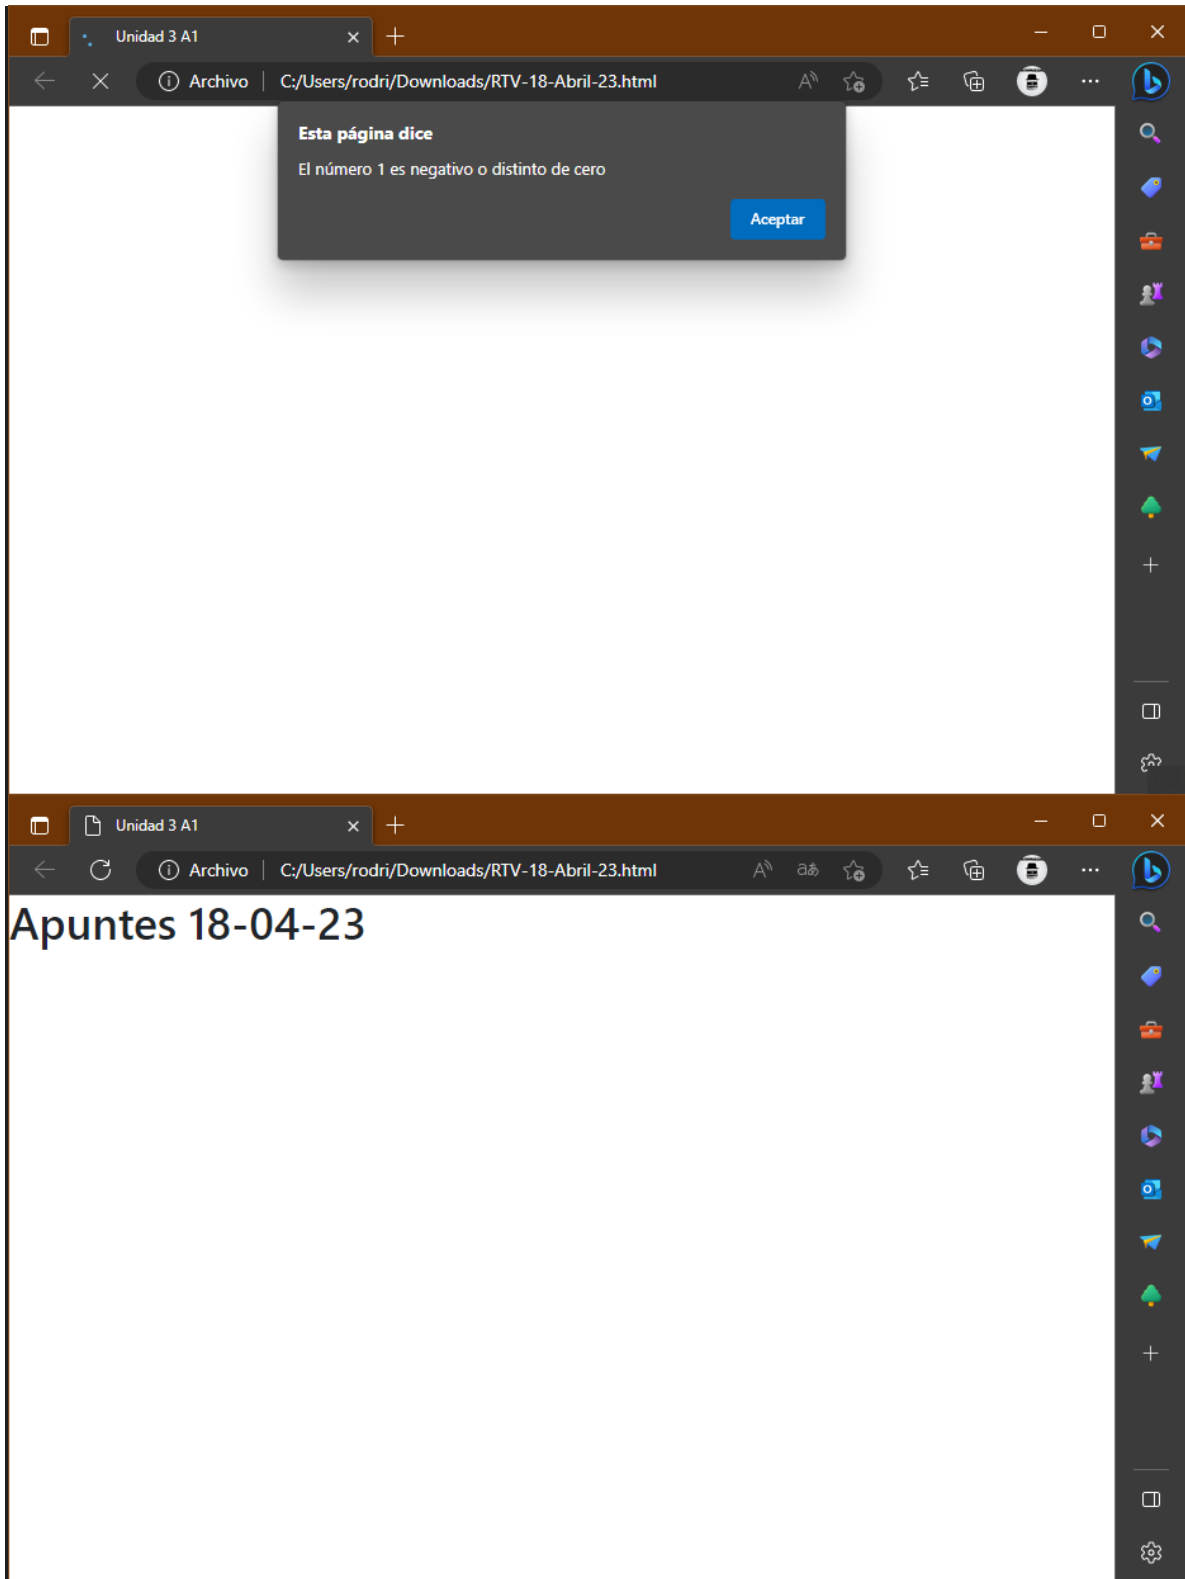 Unidad 3 A1
Archivo C:/Users/rodri/Downloads/RTV-18-Abril-23.html
Esta página dice
El número 1 es negativo o distinto de cero
Aceptar
Unidad 3 A1
Archivo C:/Users/rodri/Downloads/RTV-18-Abril-23.html
Apuntes 18-04-23